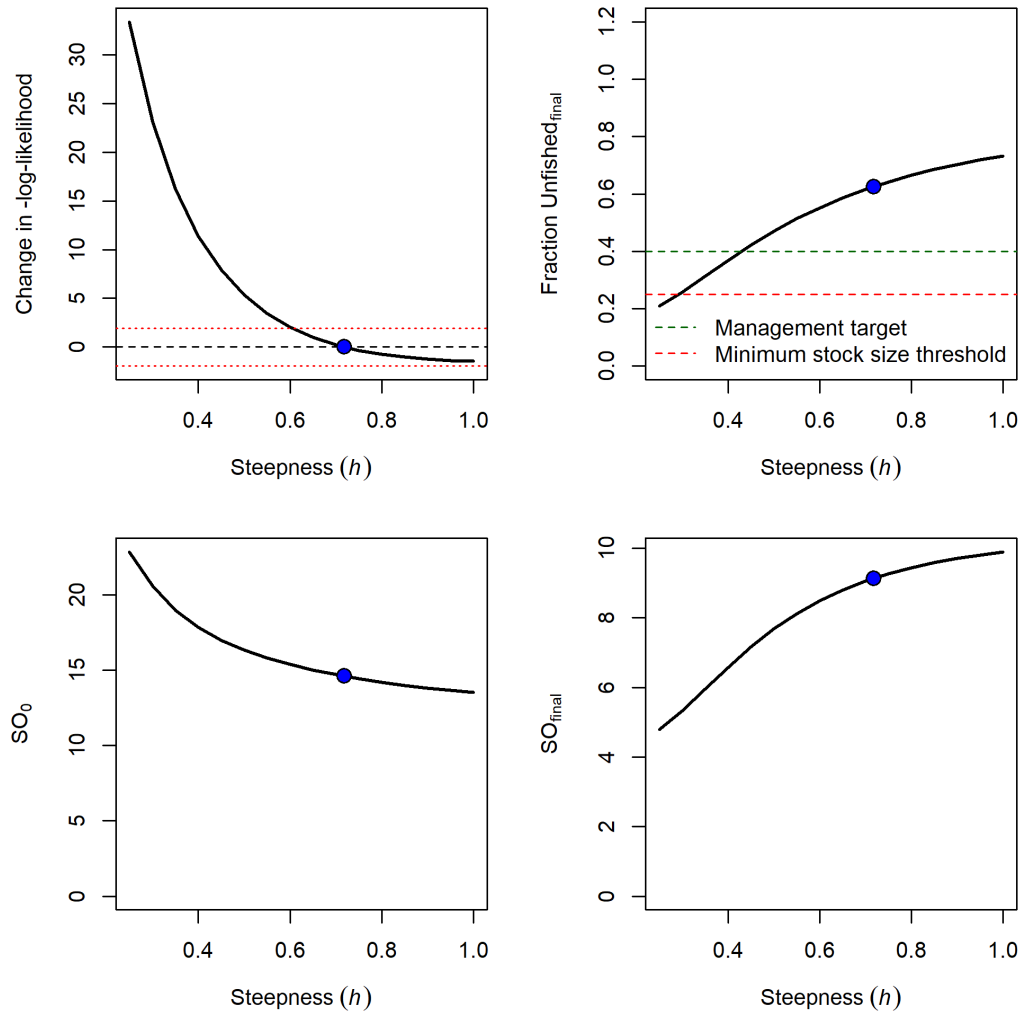 Change in -log-likelihood
30
25
20
15
10
5
0
0.4 0.6 0.8 1.0
Steepness (h)
Fraction Unfished_final
1.2
1.0
0.8
0.6
0.4
0.2
0.0
Management target
Minimum stock size threshold
0.4 0.6 0.8 1.0
Steepness (h)
SO₀
20
15
10
5
0
0.4 0.6 0.8 1.0
Steepness (h)
SO_final
10
8
6
4
2
0
0.4 0.6 0.8 1.0
Steepness (h)